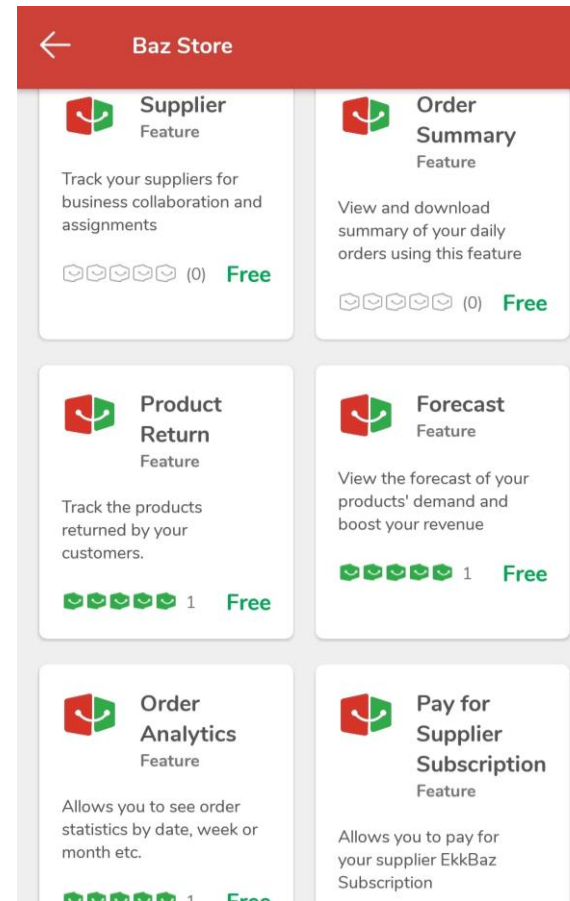 Baz Store
Supplier
Feature
Track your suppliers for
business collaboration and
assignments
(0) Free
Order
Summary
Feature
View and download
summary of your daily
orders using this feature
(0) Free
Product
Return
Feature
Track the products
returned by your
customers.
1 Free
Forecast
Feature
View the forecast of your
products' demand and
boost your revenue
1 Free
Order
Analytics
Feature
Allows you to see order
statistics by date, week or
month etc.
1 Free
Pay for
Supplier
Subscription
Feature
Allows you to pay for
your supplier EkkBaz
Subscription